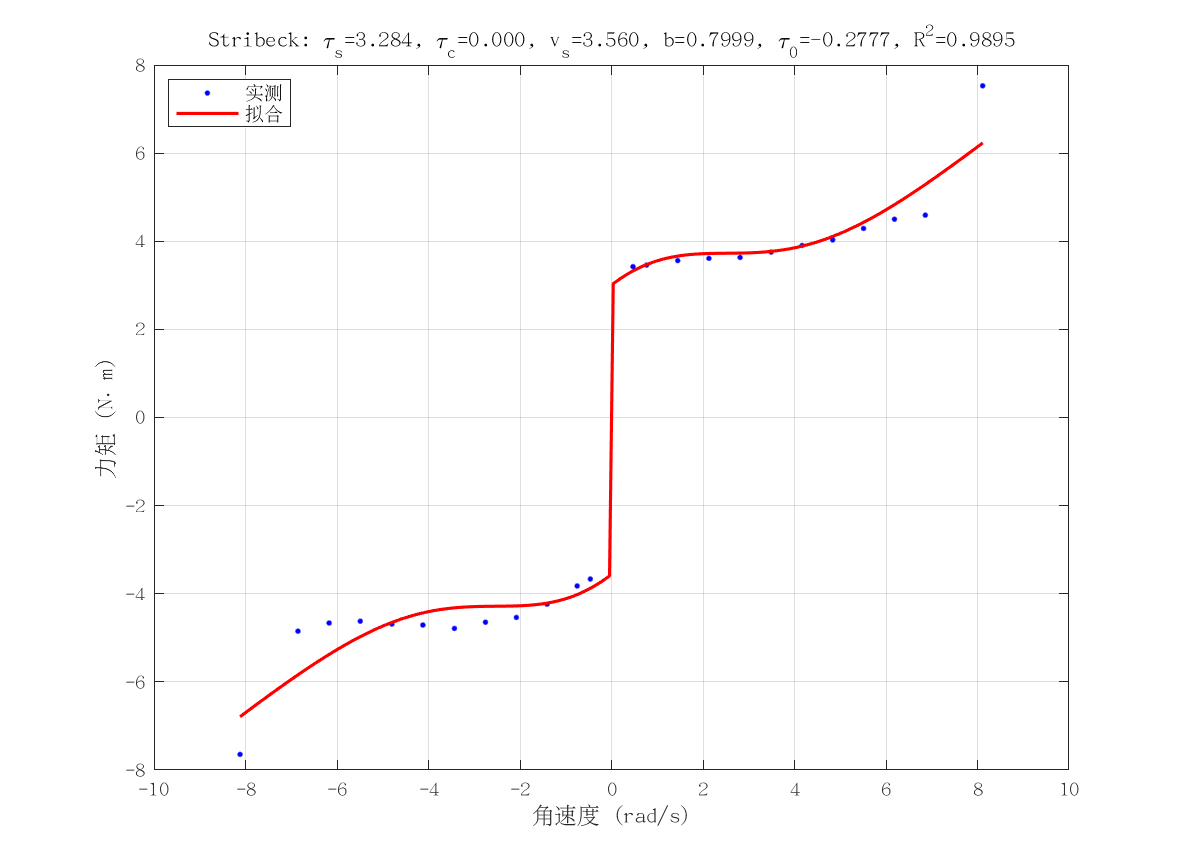 Stribeck: τs=3.284, τc=0.000, vs=3.560, b=0.7999, τ0=-0.2777, R2=0.9895
实测
拟合
8
6
4
2
0
-2
-4
-6
-8
力矩 (N·m)
-10 -8 -6 -4 -2 0 2 4 6 8 10
角速度 (rad/s)